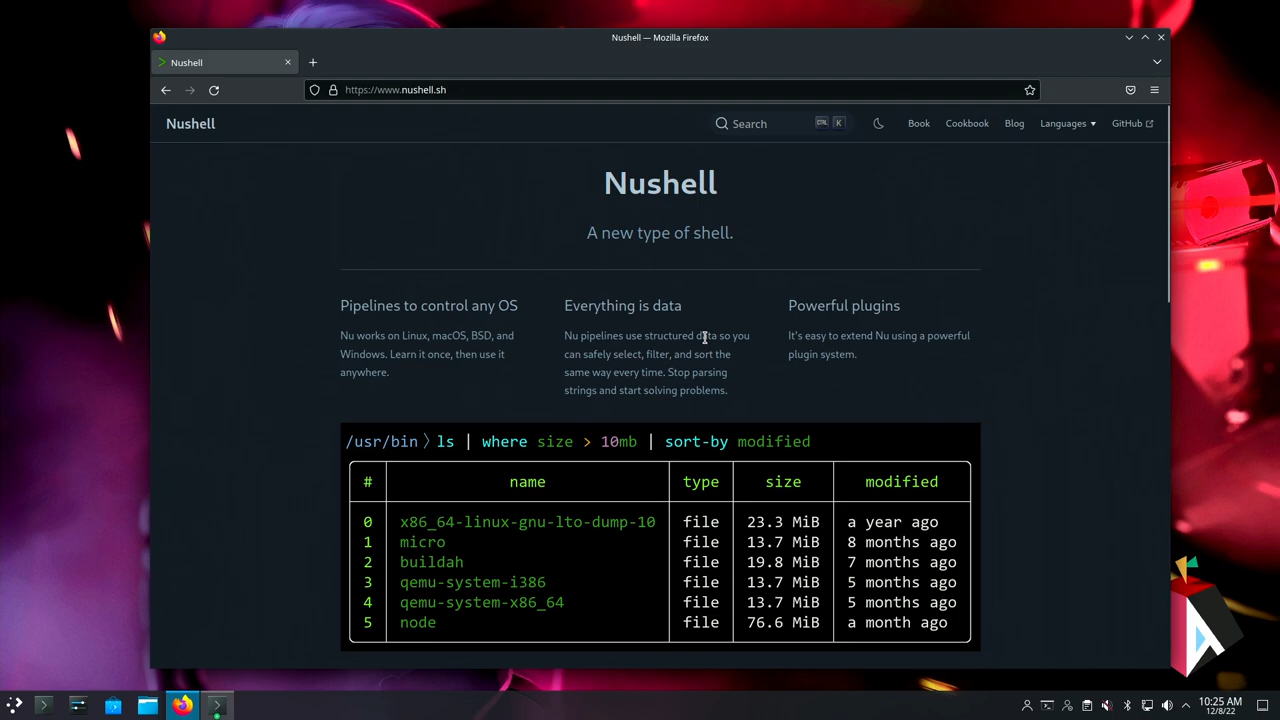 Nushell — Mozilla Firefox
Nushell
https://www.nushell.sh
Nushell
Search
CTRL K
Book
Cookbook
Blog
Languages
GitHub
Nushell
A new type of shell.
Pipelines to control any OS
Nu works on Linux, macOS, BSD, and
Windows. Learn it once, then use it
anywhere.
Everything is data
Nu pipelines use structured data so you
can safely select, filter, and sort the
same way every time. Stop parsing
strings and start solving problems.
Powerful plugins
It's easy to extend Nu using a powerful
plugin system.
/usr/bin 〉ls | where size > 10mb | sort-by modified
# name type size modified
0 x86_64-linux-gnu-lto-dump-10 file 23.3 MiB a year ago
1 micro file 13.7 MiB 8 months ago
2 buildah file 19.8 MiB 7 months ago
3 qemu-system-i386 file 13.7 MiB 5 months ago
4 qemu-system-x86_64 file 13.7 MiB 5 months ago
5 node file 76.6 MiB a month ago
10:25 AM
12/8/22